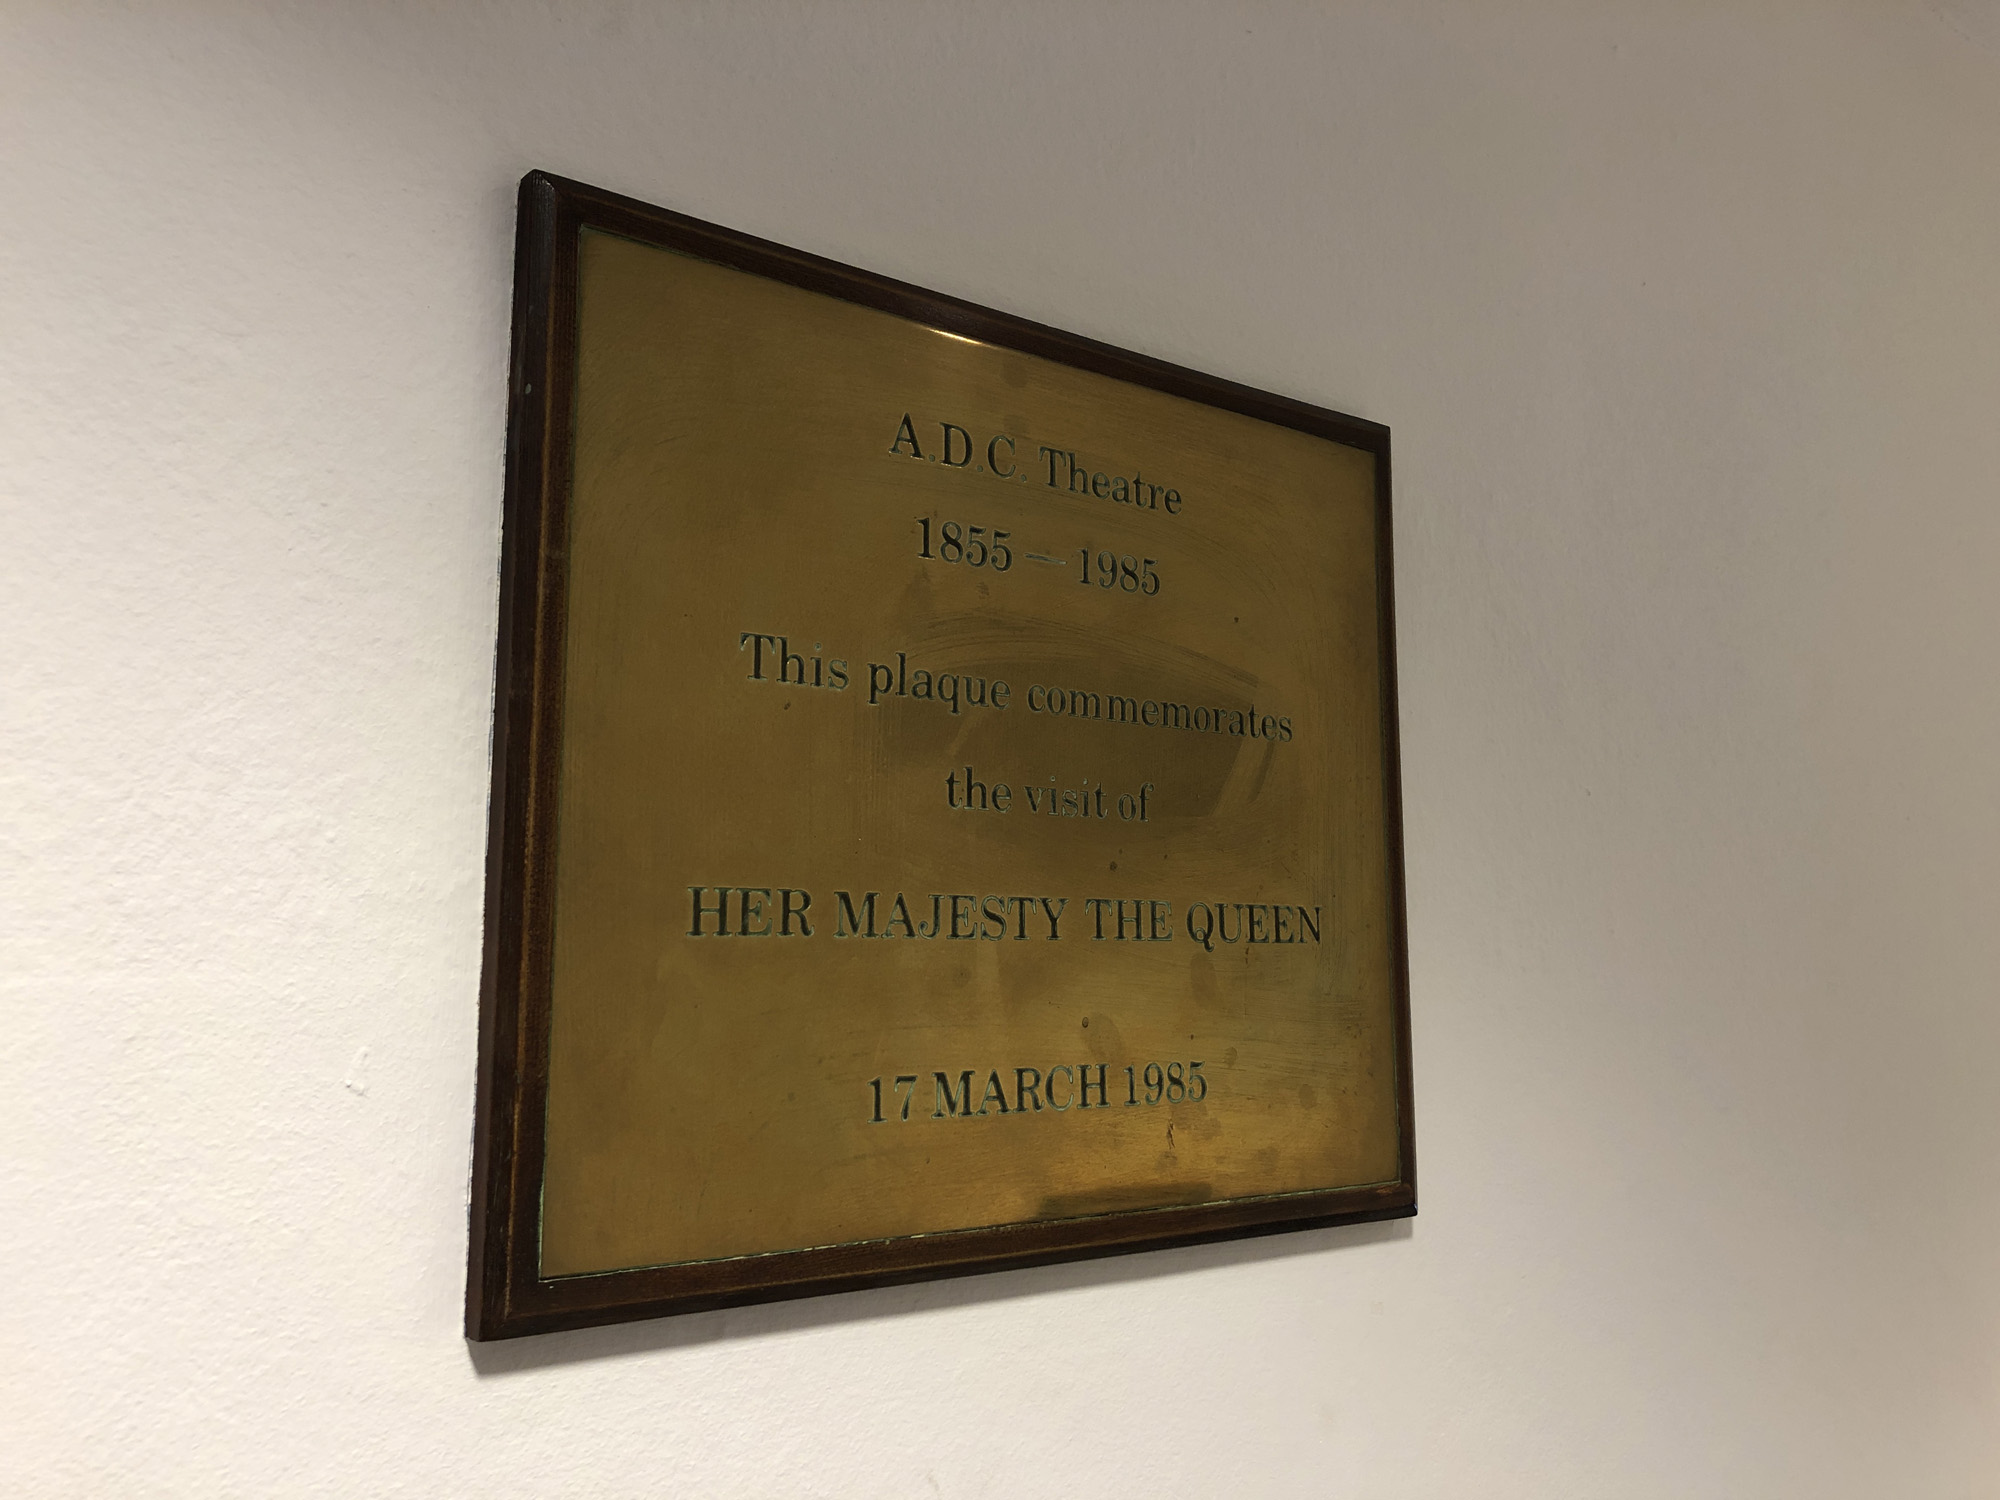 A.D.C. Theatre
1855 — 1985
This plaque commemorates
the visit of
HER MAJESTY THE QUEEN
17 MARCH 1985